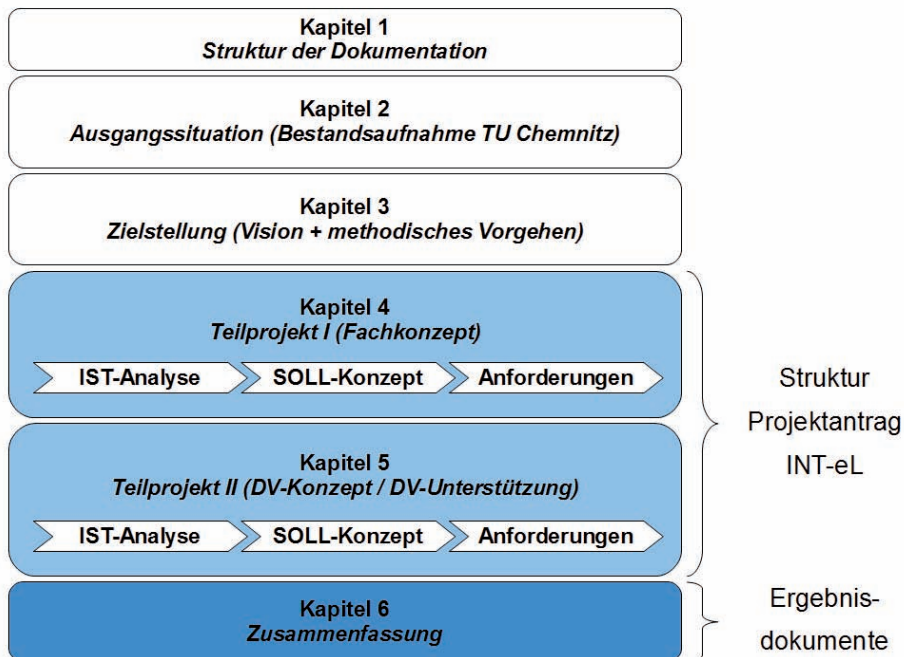 Kapitel 1
Struktur der Dokumentation
Kapitel 2
Ausgangssituation (Bestandsaufnahme TU Chemnitz)
Kapitel 3
Zielstellung (Vision + methodisches Vorgehen)
Kapitel 4
Teilprojekt I (Fachkonzept)
IST-Analyse SOLL-Konzept Anforderungen
Kapitel 5
Teilprojekt II (DV-Konzept / DV-Unterstützung)
IST-Analyse SOLL-Konzept Anforderungen
Struktur
Projektantrag
INT-eL
Kapitel 6
Zusammenfassung
Ergebnis-
dokumente